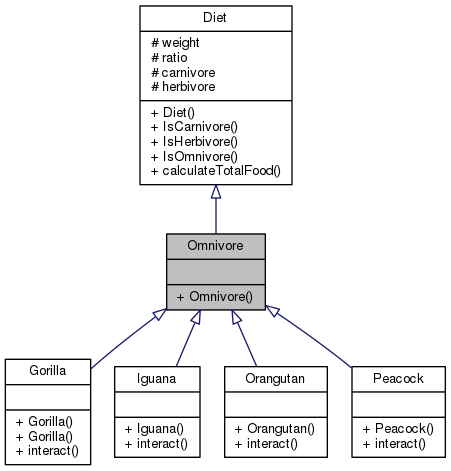 Diet
# weight
# ratio
# carnivore
# herbivore
+ Diet()
+ IsCarnivore()
+ IsHerbivore()
+ IsOmnivore()
+ calculateTotalFood()
Omnivore
+ Omnivore()
Gorilla
+ Gorilla()
+ Gorilla()
+ interact()
Iguana
+ Iguana()
+ interact()
Orangutan
+ Orangutan()
+ interact()
Peacock
+ Peacock()
+ interact()